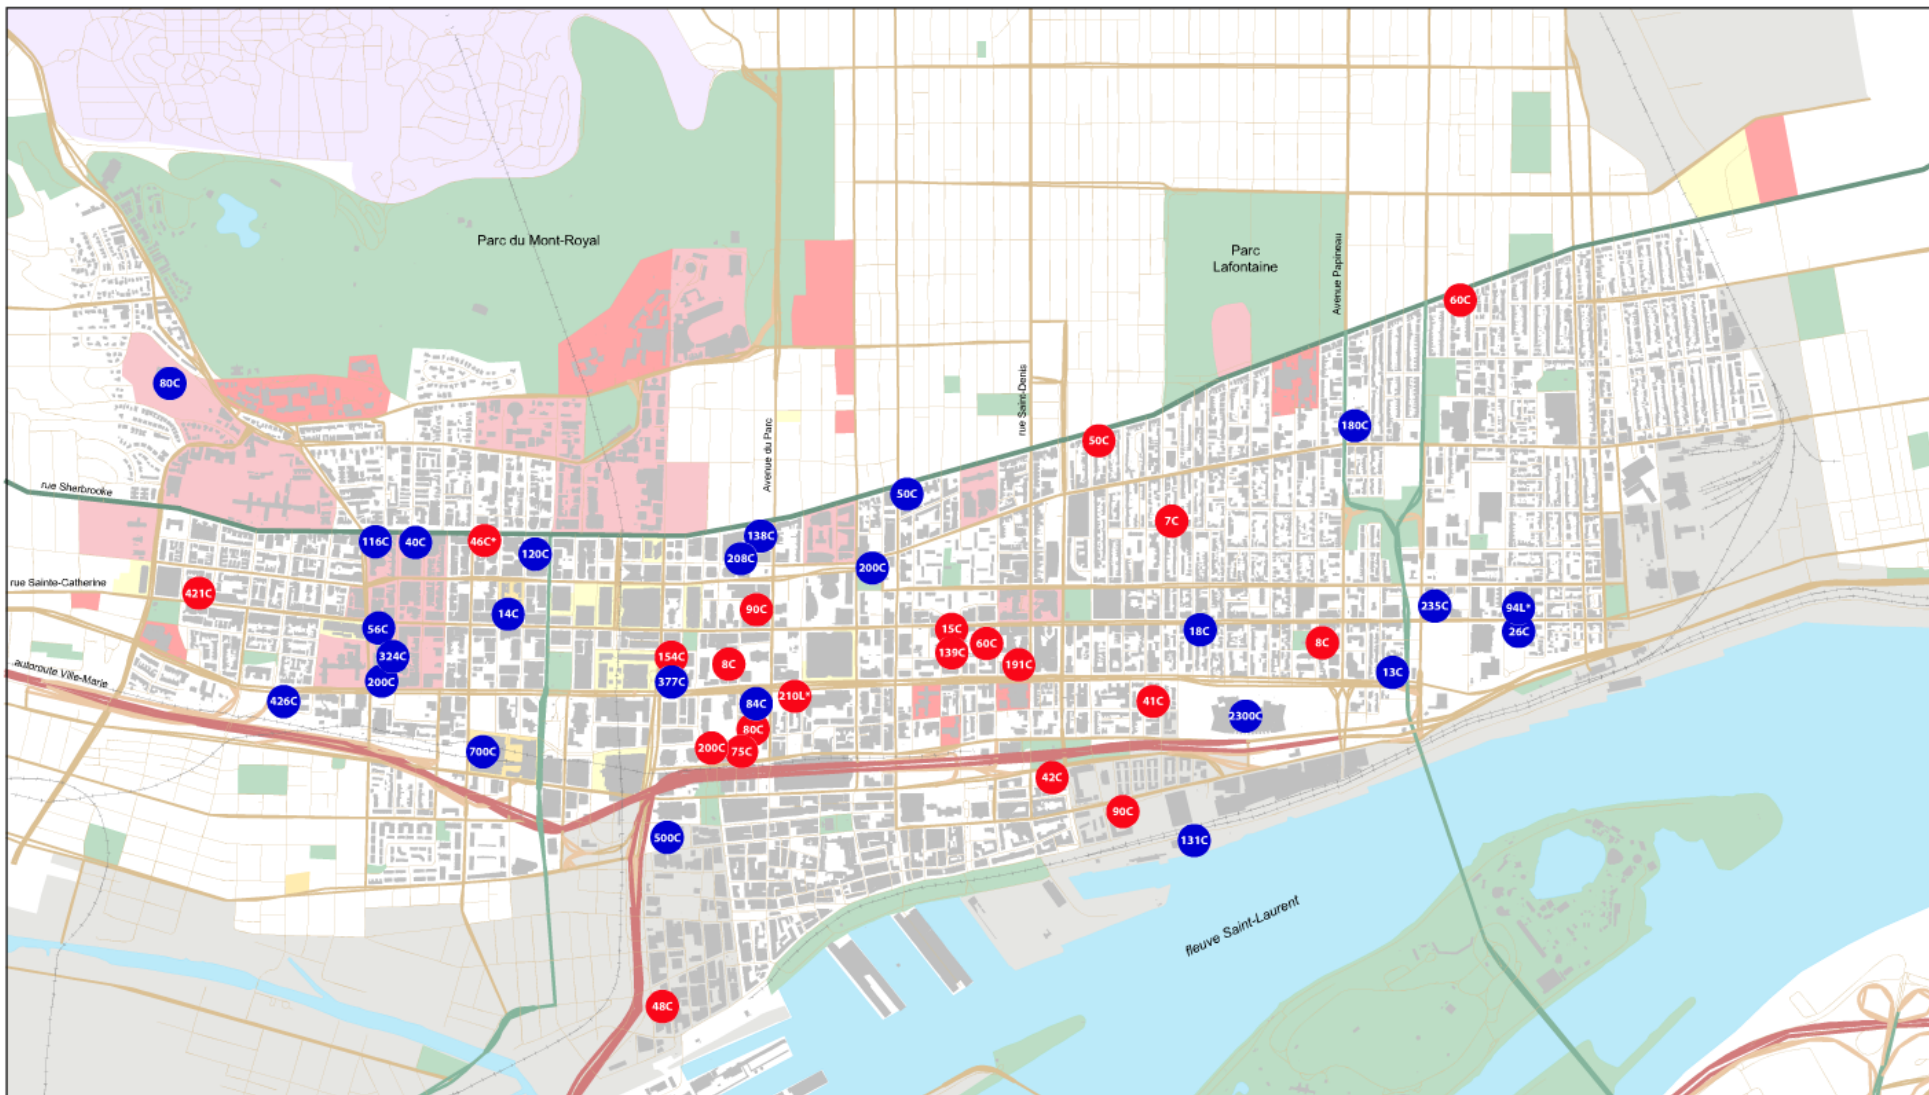 Parc du Mont-Royal
Parc
Lafontaine
Avenue Papineau
60C
80C
rue Saint-Denis
Avenue du Parc
180C
50C
rue Sherbrooke
50C
7C
116C
40C
46C*
120C
138C
208C
200C
rue Sainte-Catherine
421C
14C
90C
235C
94L*
56C
15C
18C
26C
324C
154C
8C
139C
60C
191C
8C
autoroute Ville-Marie
200C
377C
13C
426C
84C
210L*
41C
2300C
700C
80C
200C
75C
42C
90C
500C
131C
fleuve Saint-Laurent
48C